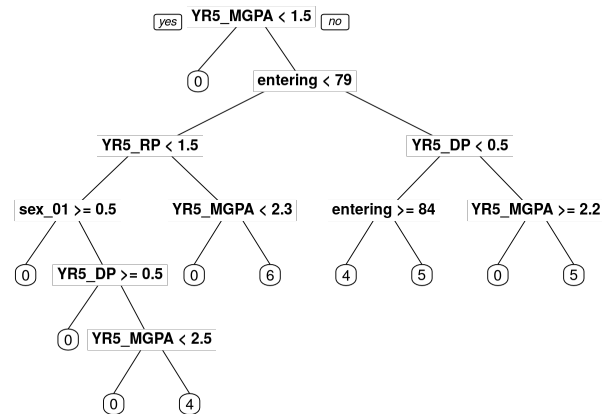 yes YR5_MGPA < 1.5 no
0 entering < 79
YR5_RP < 1.5 YR5_DP < 0.5
sex_01 >= 0.5 YR5_MGPA < 2.3 entering >= 84 YR5_MGPA >= 2.2
0 YR5_DP >= 0.5 0 6 4 5 0 5
0 YR5_MGPA < 2.5
0 4